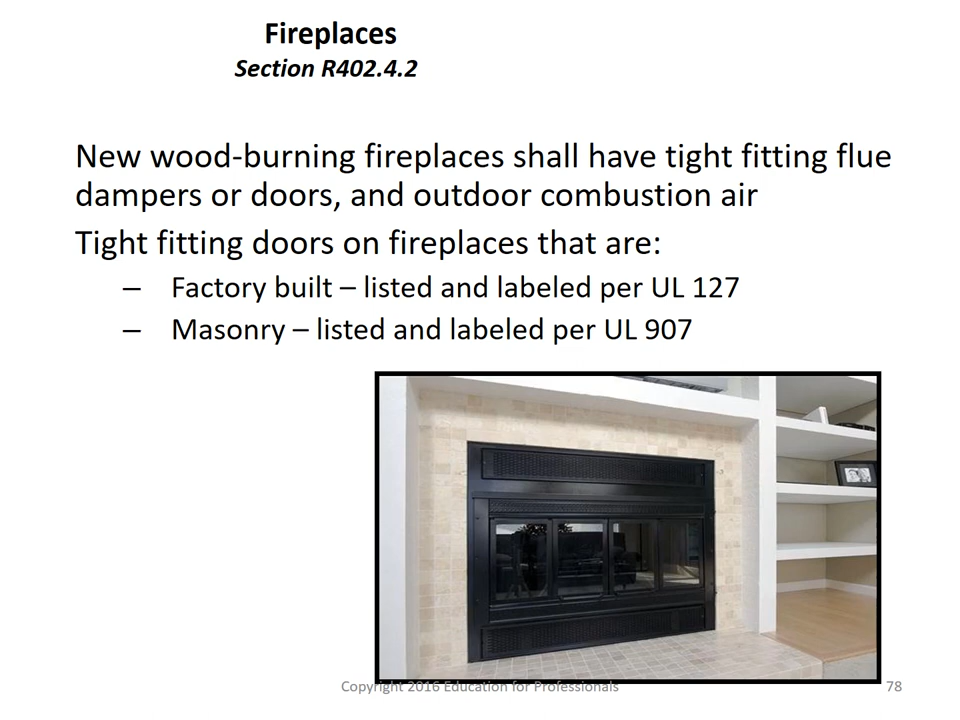 Fireplaces
Section R402.4.2
New wood-burning fireplaces shall have tight fitting flue
dampers or doors, and outdoor combustion air
Tight fitting doors on fireplaces that are:
– Factory built – listed and labeled per UL 127
– Masonry – listed and labeled per UL 907
Copyright 2016 Education for Professionals
78